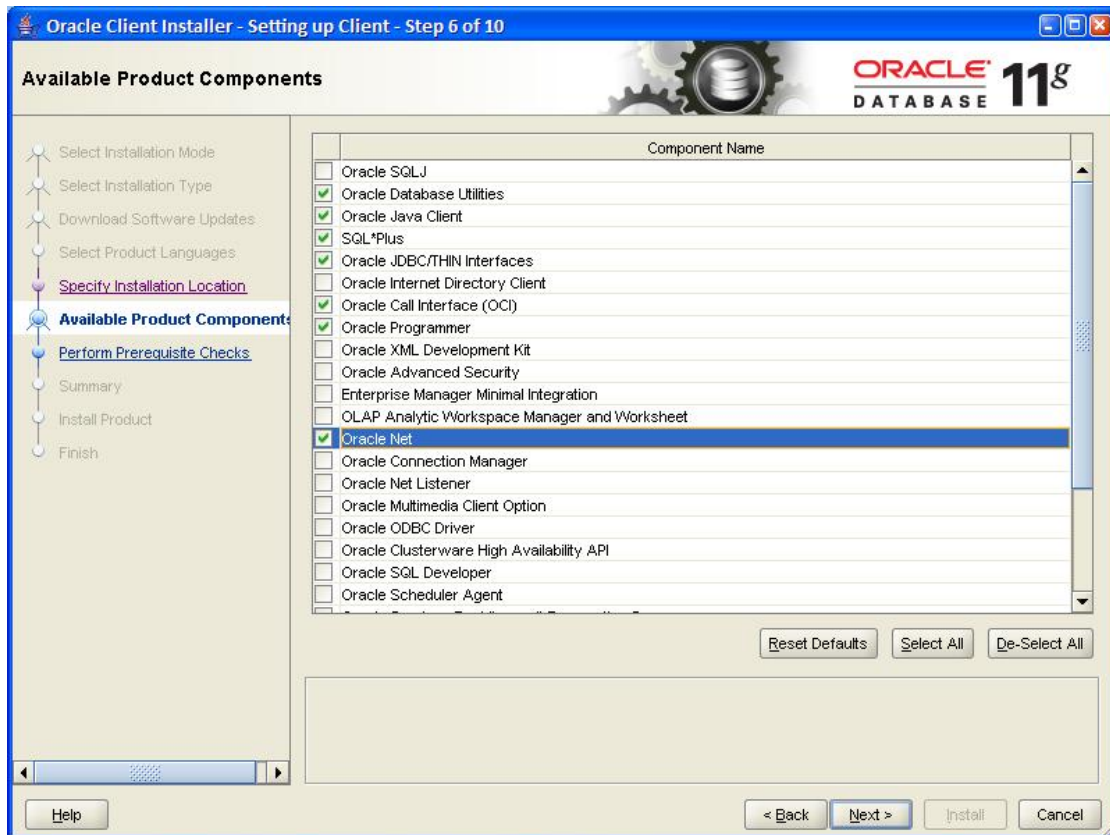 Oracle Client Installer - Setting up Client - Step 6 of 10
Available Product Components
ORACLE
DATABASE
11g
Select Installation Mode
Select Installation Type
Download Software Updates
Select Product Languages
Specify Installation Location
Available Product Components
Perform Prerequisite Checks
Summary
Install Product
Finish
Component Name
Oracle SQLJ
Oracle Database Utilities
Oracle Java Client
SQL*Plus
Oracle JDBC/THIN Interfaces
Oracle Internet Directory Client
Oracle Call Interface (OCI)
Oracle Programmer
Oracle XML Development Kit
Oracle Advanced Security
Enterprise Manager Minimal Integration
OLAP Analytic Workspace Manager and Worksheet
Oracle Net
Oracle Connection Manager
Oracle Net Listener
Oracle Multimedia Client Option
Oracle ODBC Driver
Oracle Clusterware High Availability API
Oracle SQL Developer
Oracle Scheduler Agent
Reset Defaults
Select All
De-Select All
Help
< Back
Next >
Install
Cancel